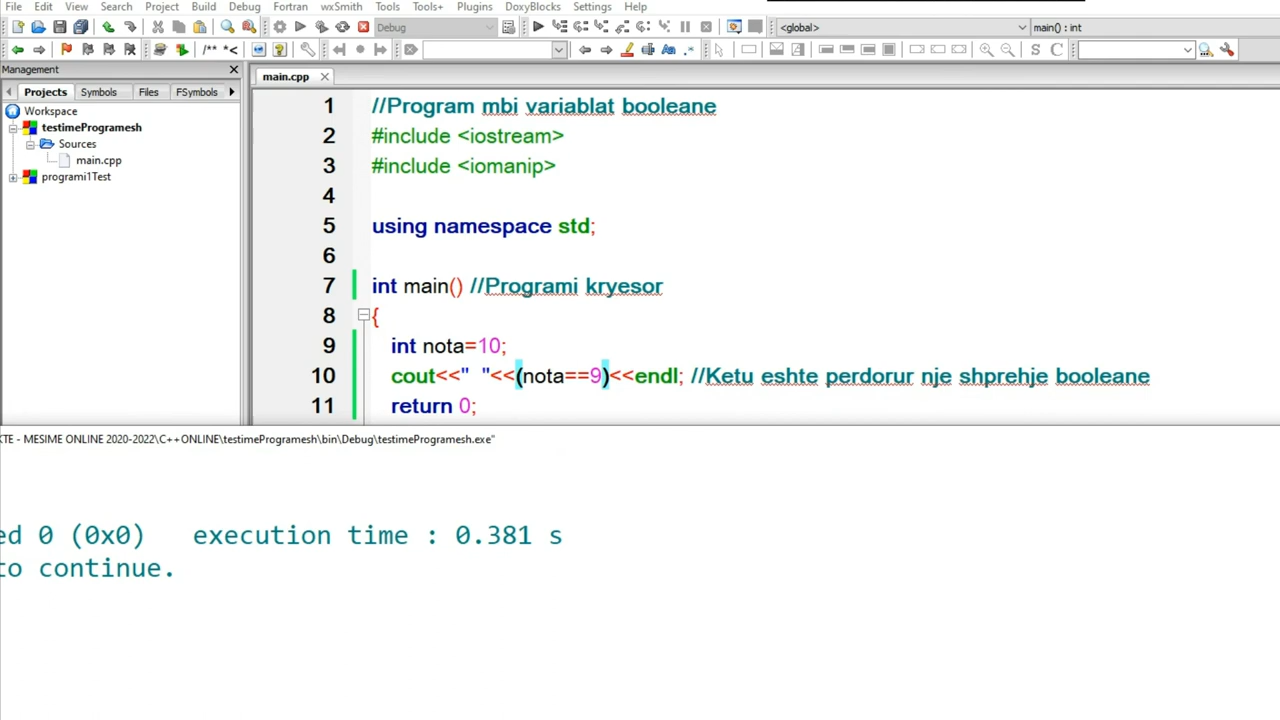 File Edit View Search Project Build Debug Fortran wxSmith Tools Tools+ Plugins DoxyBlocks Settings Help
Debug
<global>
main() : int
/** *<
Aa .*
S C
Management
Projects Symbols Files FSymbols
Workspace
testimeProgramesh
Sources
main.cpp
programi1Test
main.cpp
1 //Program mbi variablat booleane
2 #include <iostream>
3 #include <iomanip>
4
5 using namespace std;
6
7 int main() //Programi kryesor
8 {
9 int nota=10;
10 cout<<"  "<<(nota==9)<<endl; //Ketu eshte perdorur nje shprehje booleane
11 return 0;
KTE - MESIME ONLINE 2020-2022\C++ONLINE\testimeProgramesh\bin\Debug\testimeProgramesh.exe"
ed 0 (0x0)   execution time : 0.381 s
to continue.